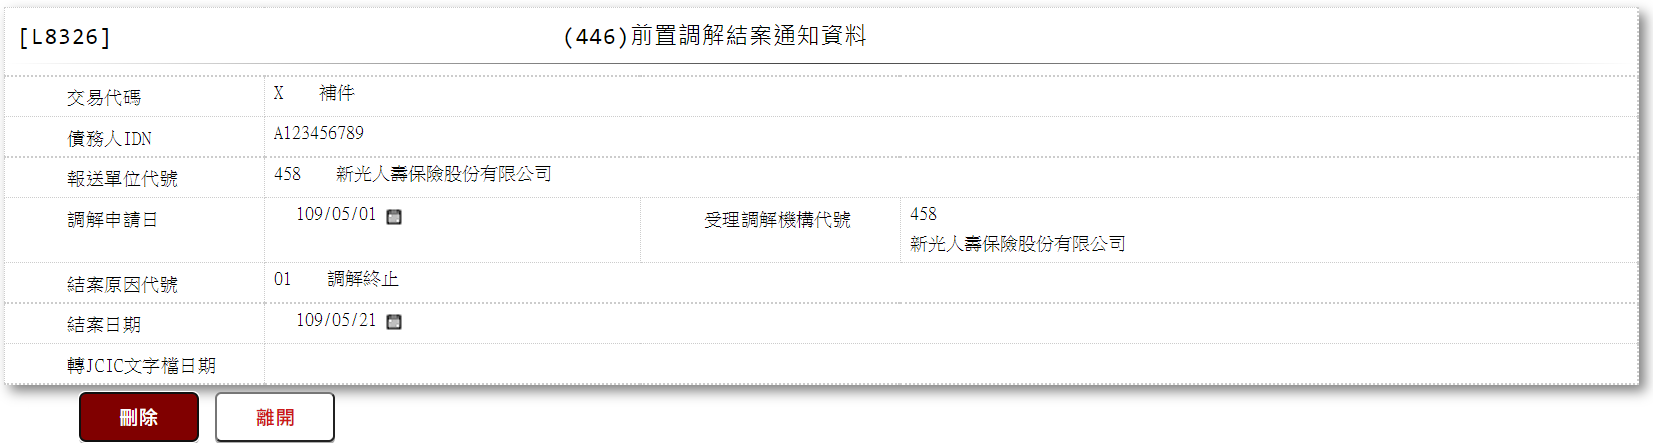 [L8326] (446)前置調解結案通知資料
交易代碼 X 補件
債務人IDN A123456789
報送單位代號 458 新光人壽保險股份有限公司
調解申請日 109/05/01 受理調解機構代號 458
新光人壽保險股份有限公司
結案原因代號 01 調解終止
結案日期 109/05/21
轉JCIC文字檔日期
刪除 離開